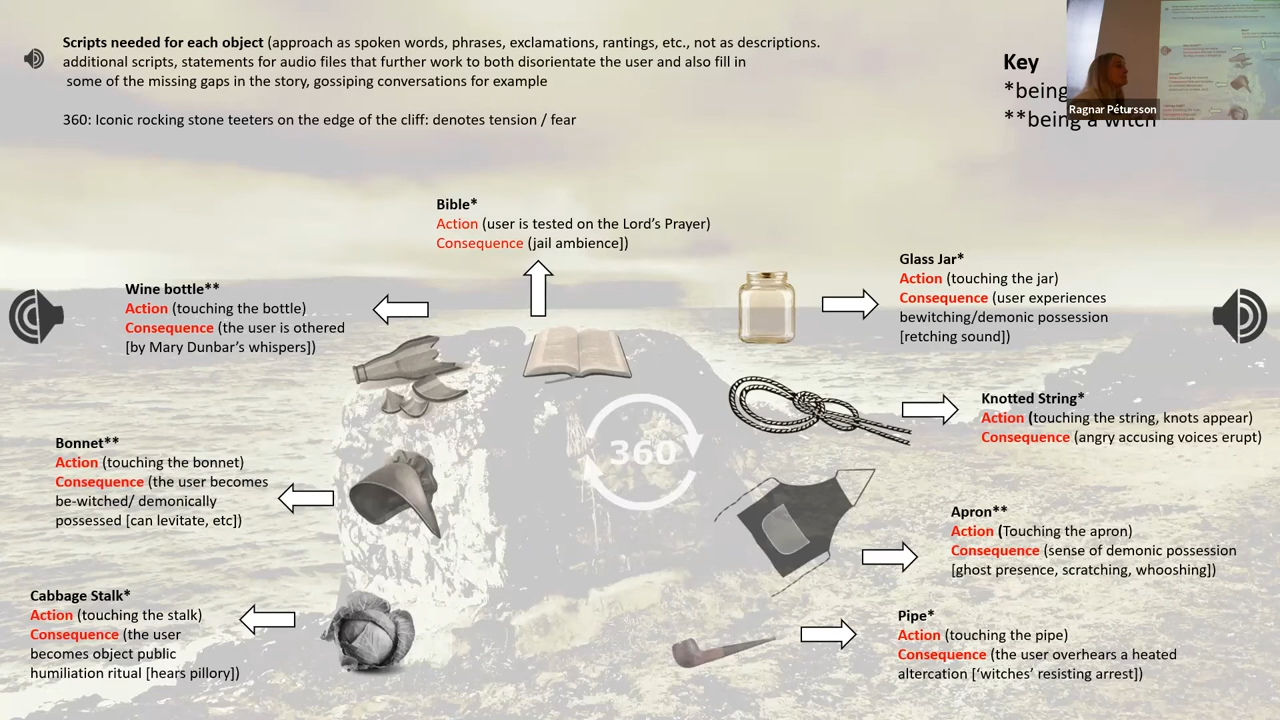 Scripts needed for each object (approach as spoken words, phrases, exclamations, rantings, etc., not as descriptions.
additional scripts, statements for audio files that further work to the disorientate the user and also fill in
some of the missing gaps in the story, gossiping conversations for example
360: Iconic rocking stone teeters on the edge of the cliff: denotes tension / fear
Key
*being
**being a witch
Ragnar Pétursson
Bible*
Action (user is tested on the Lord's Prayer)
Consequence (jail ambience])
Wine bottle**
Action (touching the bottle)
Consequence (the user is othered
[by Mary Dunbar's whispers])
Glass Jar*
Action (touching the jar)
Consequence (user experiences
bewitching/demonic possession
[retching sound])
Knotted String*
Action (touching the string, knots appear)
Consequence (angry accusing voices erupt)
360
Bonnet**
Action (touching the bonnet)
Consequence (the user becomes
be-witched/ demonically
possessed [can levitate, etc])
Apron**
Action (Touching the apron)
Consequence (sense of demonic possession
[ghost presence, scratching, whooshing])
Cabbage Stalk*
Action (touching the stalk)
Consequence (the user
becomes object public
humiliation ritual [hears pillory])
Pipe*
Action (touching the pipe)
Consequence (the user overhears a heated
altercation ['witches' resisting arrest])